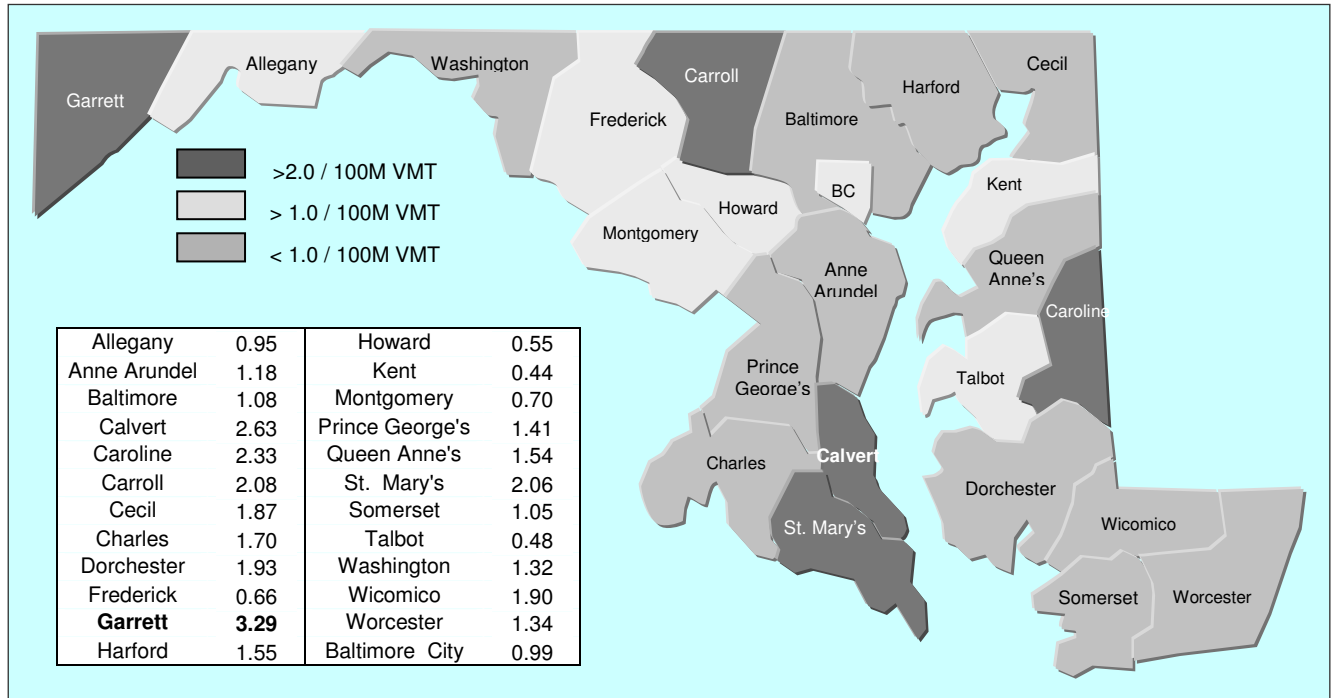 Garrett
Allegany
Washington
Frederick
Carroll
Baltimore
Harford
Cecil
Kent
BC
Howard
Montgomery
Anne
Arundel
Queen
Anne's
Caroline
Talbot
Prince
George's
Charles
Calvert
St. Mary's
Dorchester
Wicomico
Somerset
Worcester
>2.0 / 100M VMT
> 1.0 / 100M VMT
< 1.0 / 100M VMT
Allegany 0.95 Howard 0.55
Anne Arundel 1.18 Kent 0.44
Baltimore 1.08 Montgomery 0.70
Calvert 2.63 Prince George's 1.41
Caroline 2.33 Queen Anne's 1.54
Carroll 2.08 St. Mary's 2.06
Cecil 1.87 Somerset 1.05
Charles 1.70 Talbot 0.48
Dorchester 1.93 Washington 1.32
Frederick 0.66 Wicomico 1.90
Garrett 3.29 Worcester 1.34
Harford 1.55 Baltimore City 0.99